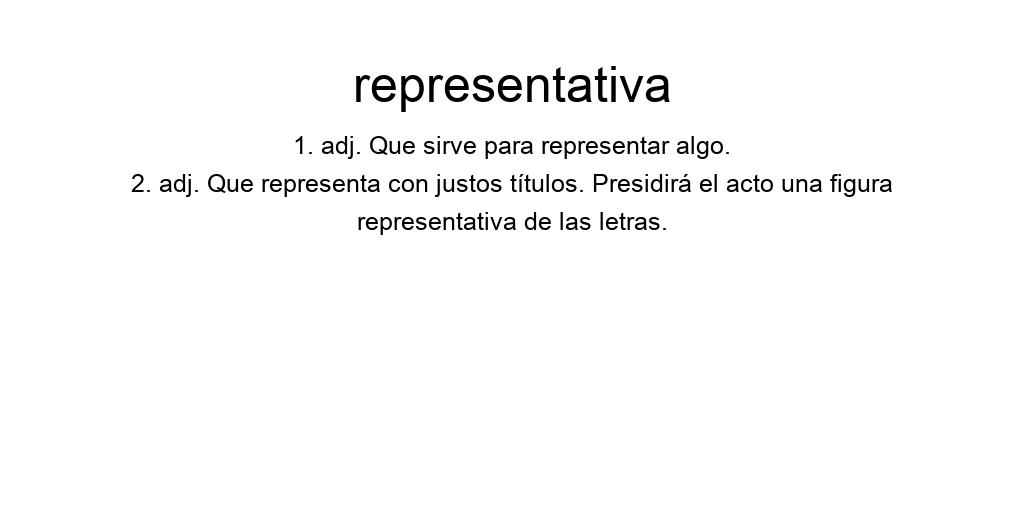 representativa
1. adj. Que sirve para representar algo.
2. adj. Que representa con justos títulos. Presidirá el acto una figura
representativa de las letras.